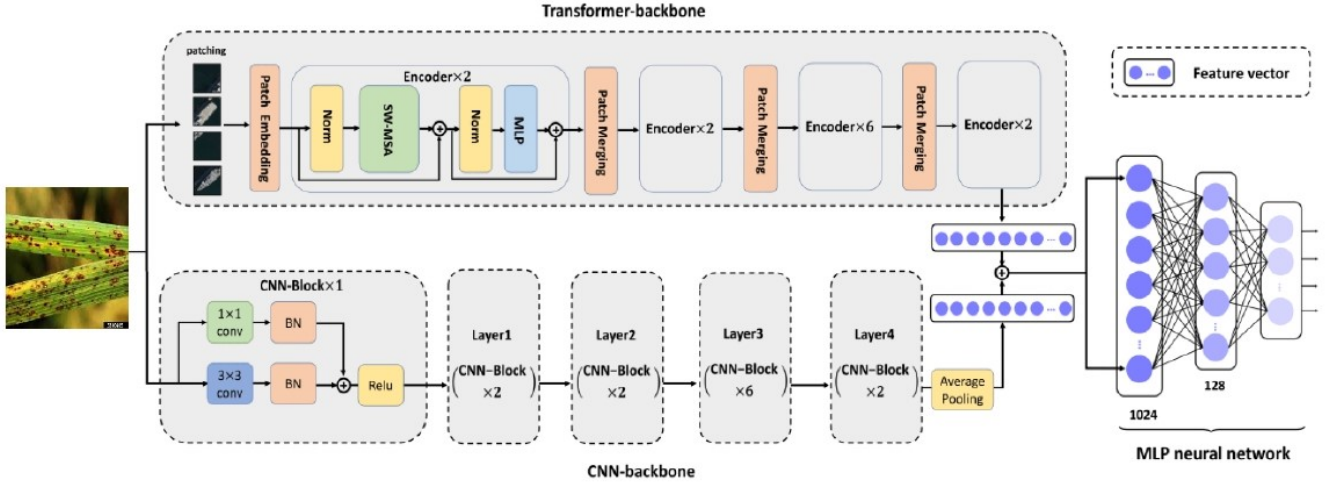 Transformer-backbone
patching
Patch Embedding
Encoder×2
Norm
SW-MSA
Norm
MLP
Patch Merging
Encoder×2
Patch Merging
Encoder×6
Patch Merging
Encoder×2
Feature vector
CNN-Block×1
1×1
conv
BN
3×3
conv
BN
Relu
Layer1
(CNN-Block
×2)
Layer2
(CNN-Block
×2)
Layer3
(CNN-Block
×6)
Layer4
(CNN-Block
×2)
Average
Pooling
1024
128
MLP neural network
CNN-backbone